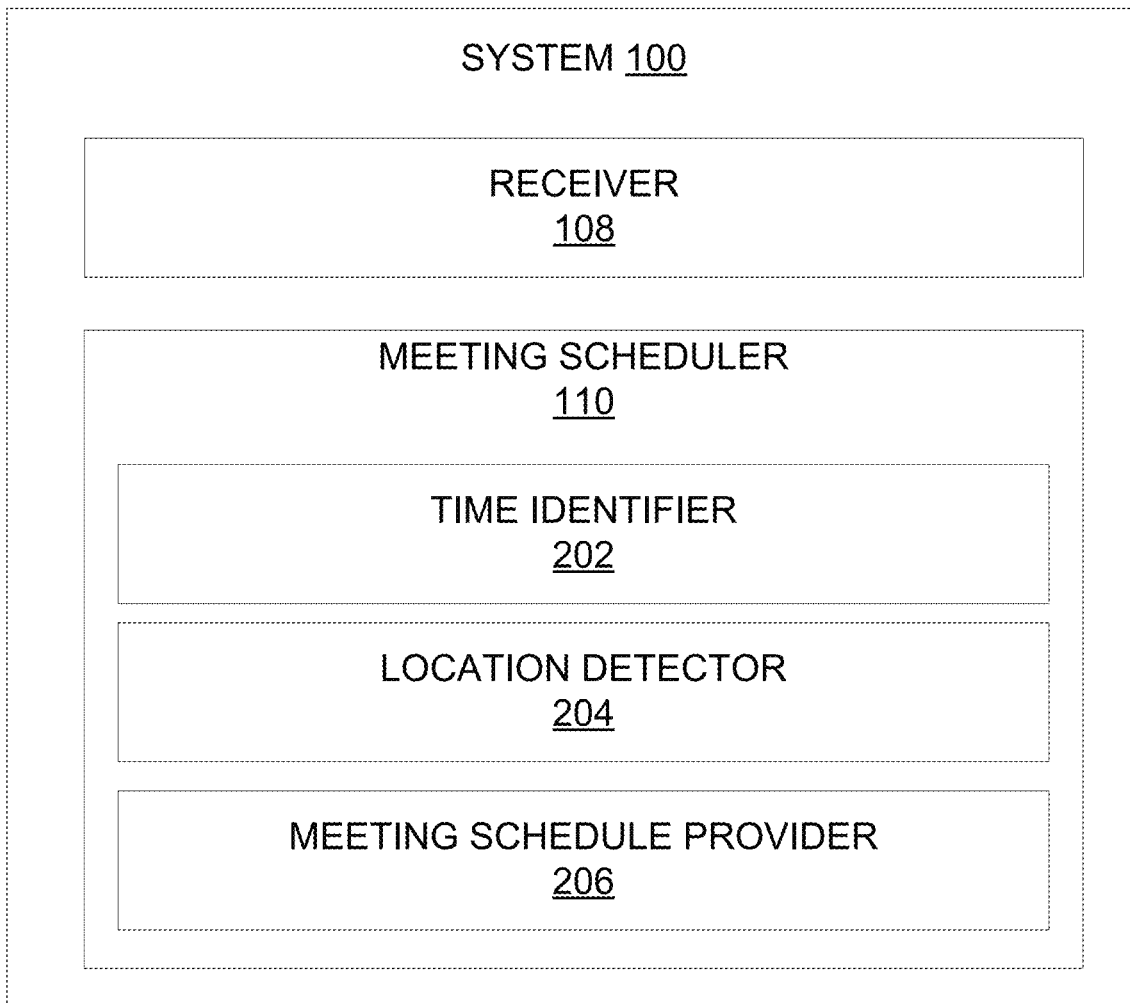 SYSTEM 100
RECEIVER
108
MEETING SCHEDULER
110
TIME IDENTIFIER
202
LOCATION DETECTOR
204
MEETING SCHEDULE PROVIDER
206